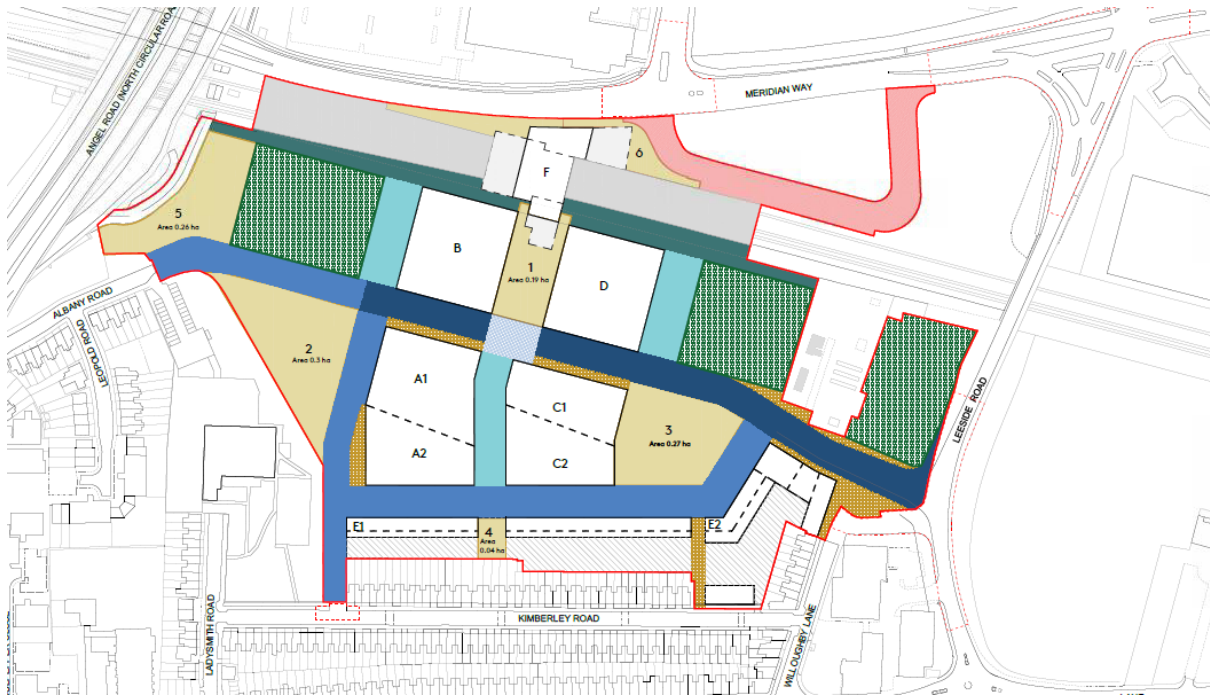 ANGEL ROAD (NORTH CIRCULAR ROAD)
MERIDIAN WAY
F
6
5
Area 0.26 ha
B
1
Area 0.19 ha
D
ALBANY ROAD
LEOPOLD ROAD
2
Area 0.3 ha
A1
C1
3
Area 0.27 ha
A2
C2
LEESIDE ROAD
E1
4
Area
0.04 ha
E2
LADYSMITH ROAD
KIMBERLEY ROAD
WILLOUGHBY LANE